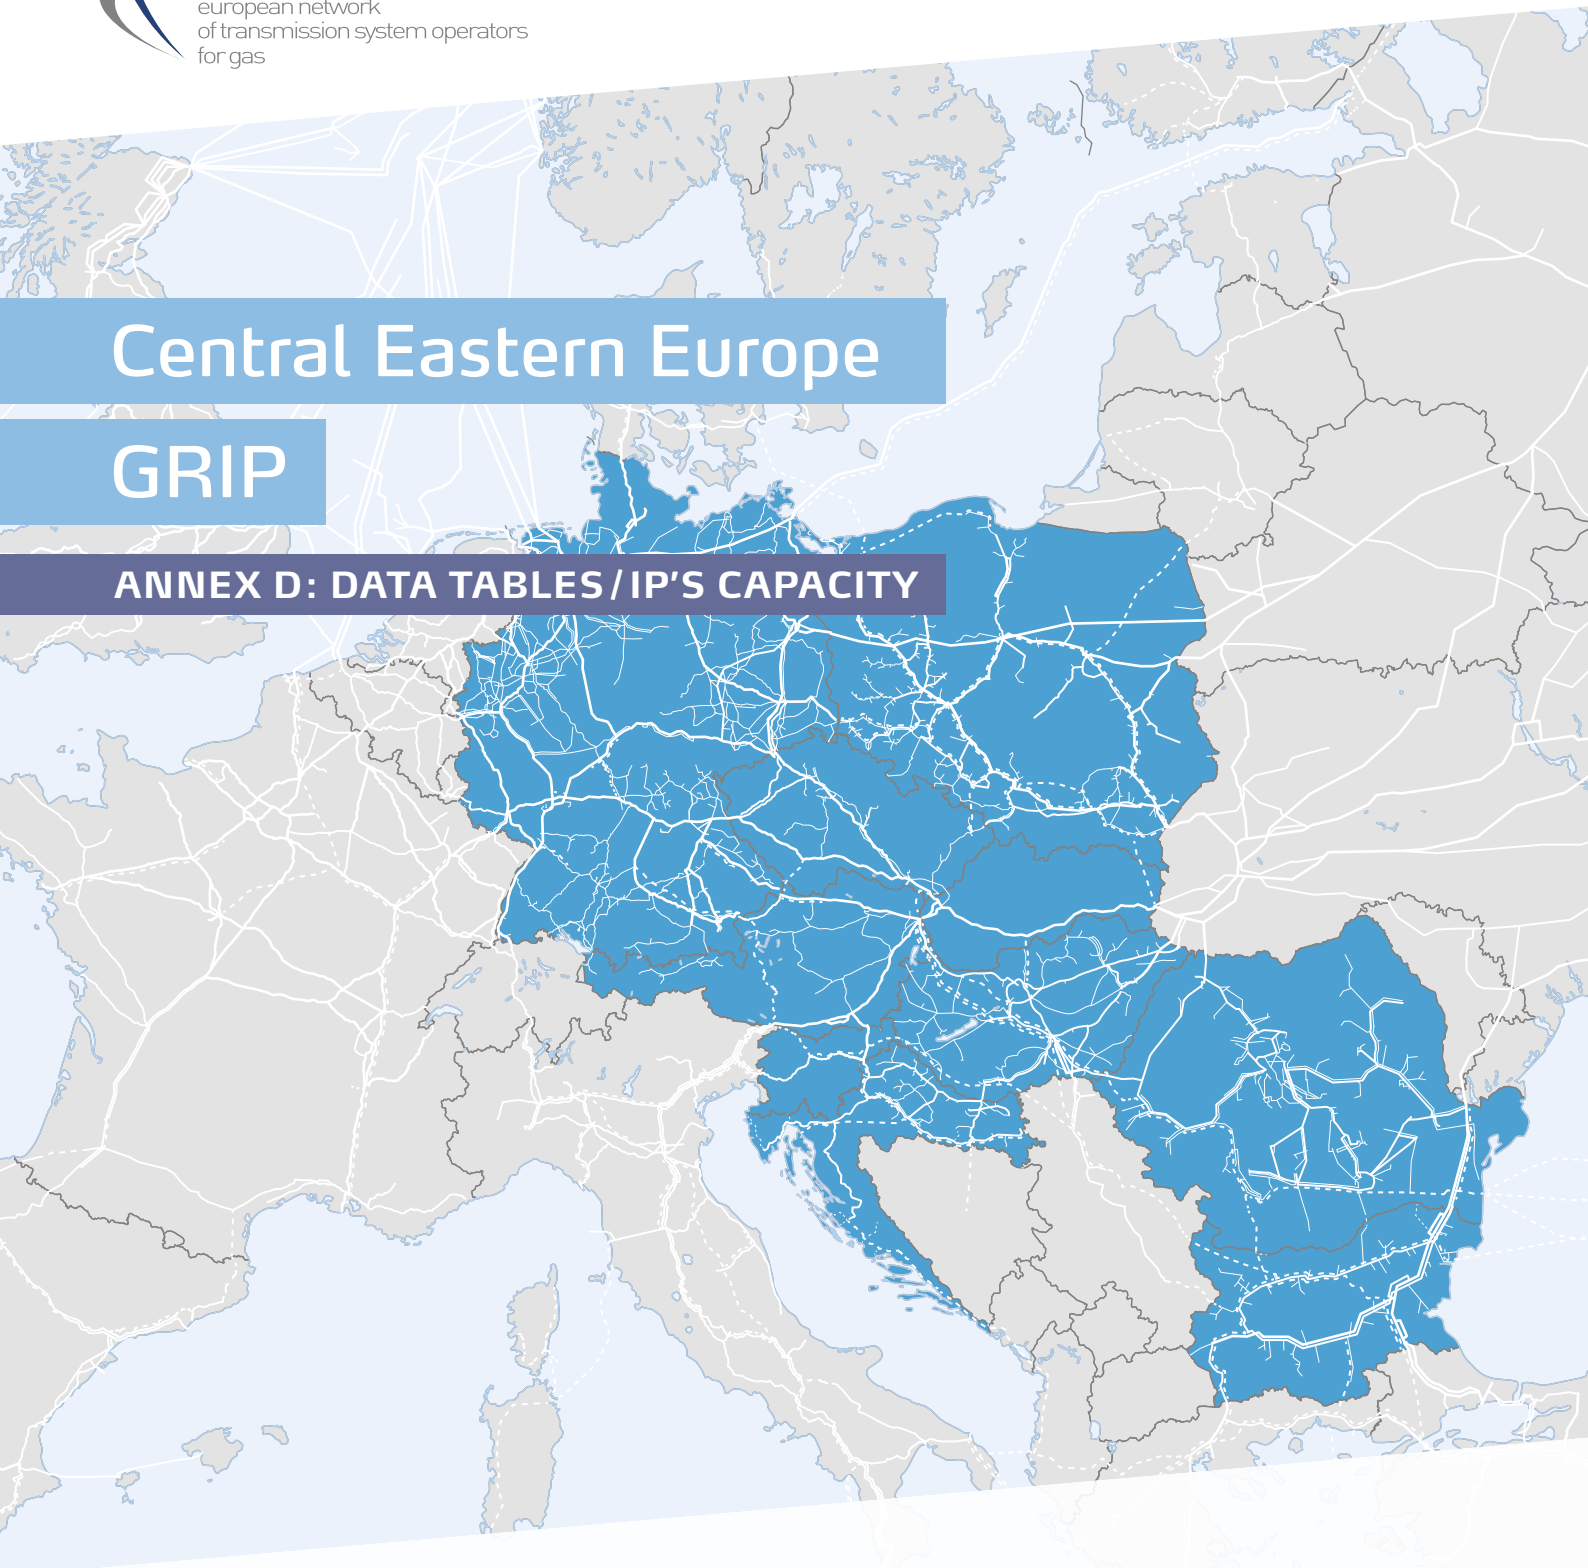 european network
of transmission system operators
for gas
Central Eastern Europe
GRIP
ANNEX D: DATA TABLES / IP'S CAPACITY